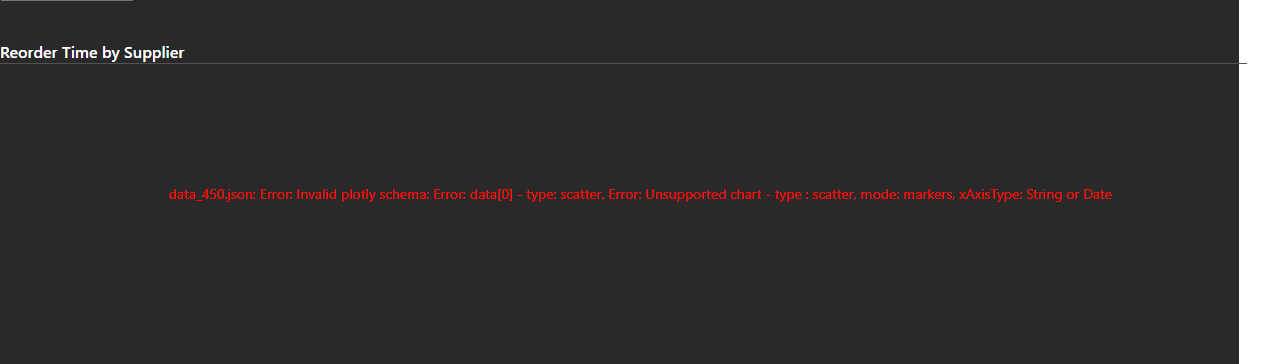 Reorder Time by Supplier
data_450.json: Error: Invalid plotly schema: Error: data[0] - type: scatter, Error: Unsupported chart - type : scatter, mode: markers, xAxisType: String or Date